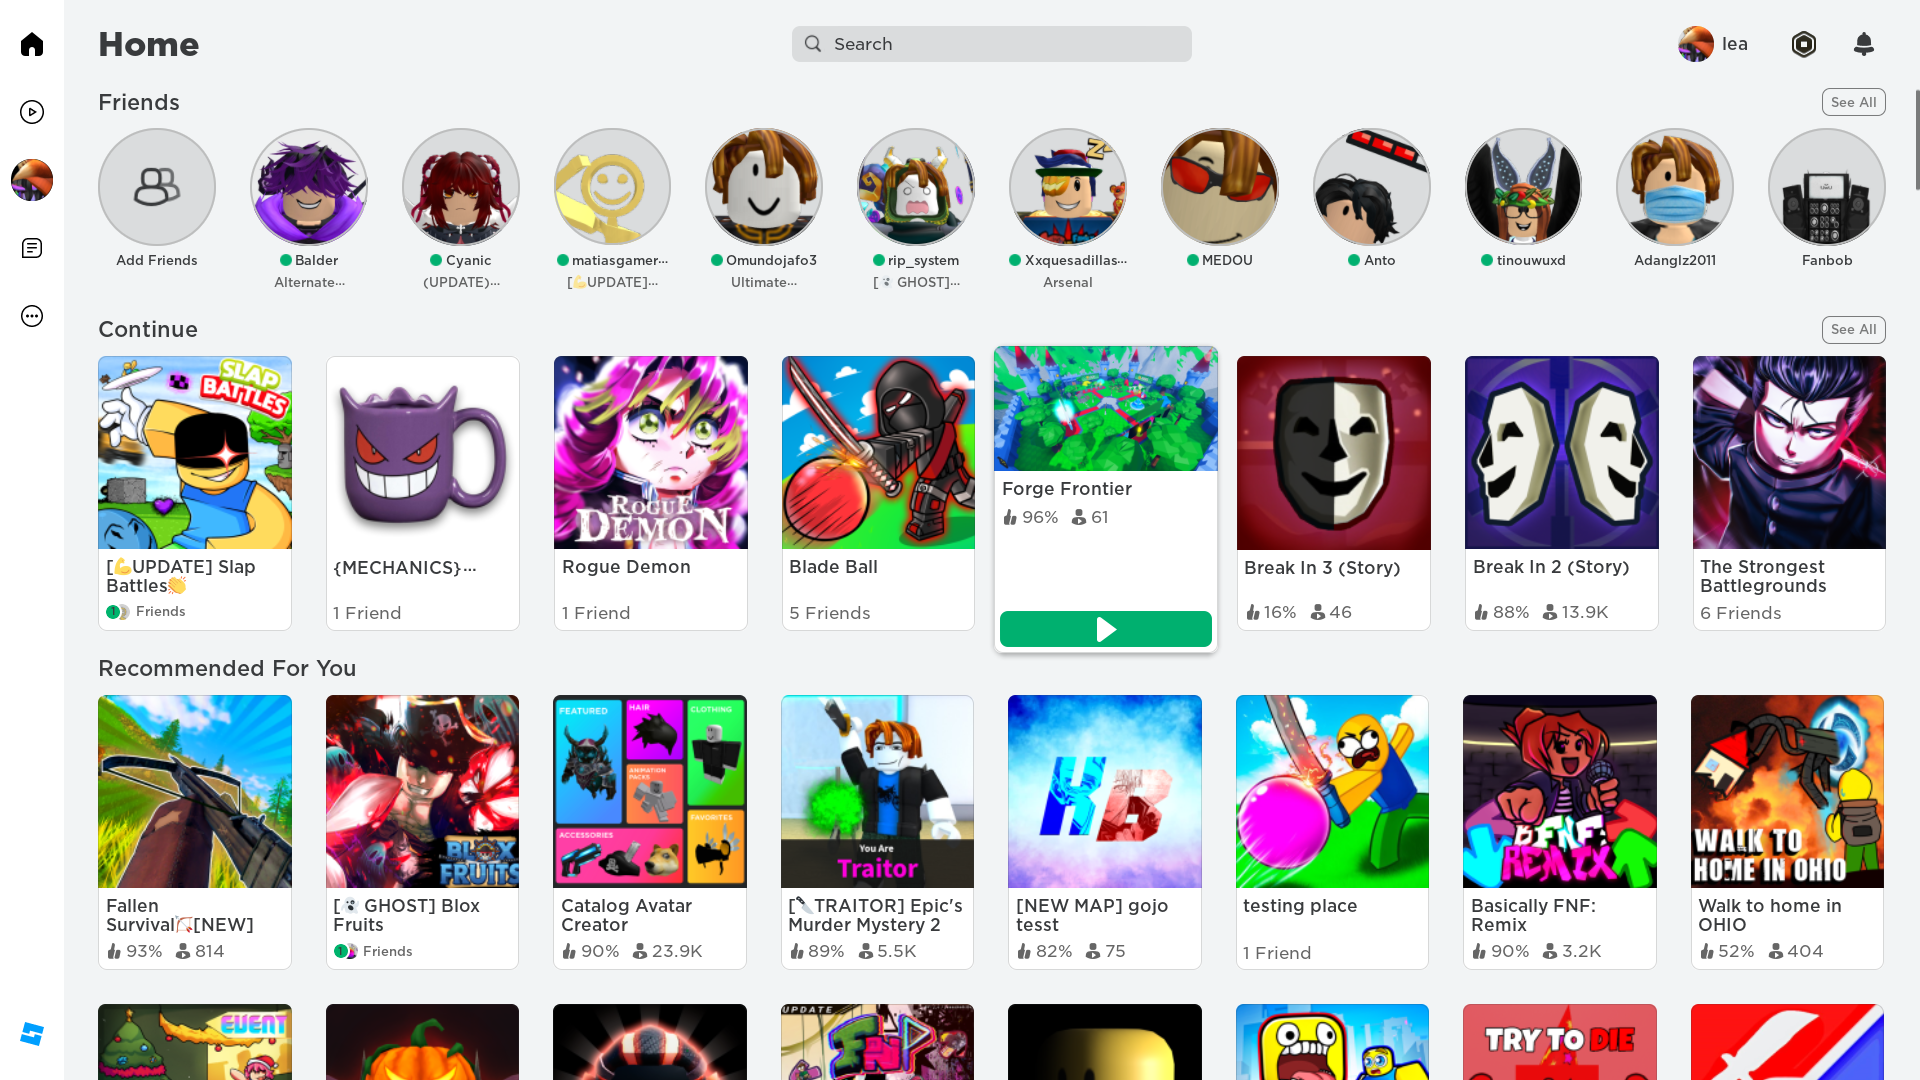 Home
Search
lea
Friends
See All
Add Friends
Balder
Alternate...
Cyanic
(UPDATE)...
matiasgamer...
[💪UPDATE]...
Omundojafo3
Ultimate...
rip_system
[👻GHOST]...
Xxquesadillas...
Arsenal
MEDOU
Anto
tinouwuxd
Adanglz2011
Fanbob
Continue
See All
SLAP
BATTLES
[💪UPDATE] Slap
Battles👏
1 Friends
{MECHANICS}...
1 Friend
ROGUE
DEMON
Rogue Demon
1 Friend
Blade Ball
5 Friends
Forge Frontier
96% 61
Break In 3 (Story)
16% 46
Break In 2 (Story)
88% 13.9K
The Strongest
Battlegrounds
6 Friends
Recommended For You
Fallen
Survival🏹[NEW]
93% 814
BLOX
FRUITS
[👻GHOST] Blox
Fruits
1 Friends
FEATURED
HAIR
CLOTHING
ANIMATION
PACKS
ACCESSORIES
FAVORITES
Catalog Avatar
Creator
90% 23.9K
You Are
Traitor
[🔪TRAITOR] Epic's
Murder Mystery 2
89% 5.5K
HB
[NEW MAP] gojo
tesst
82% 75
testing place
1 Friend
BFNF:
REMIX
Basically FNF:
Remix
90% 3.2K
WALK TO
HOME IN OHIO
Walk to home in
OHIO
52% 404
EVENT
UPDATE
TRY TO DIE